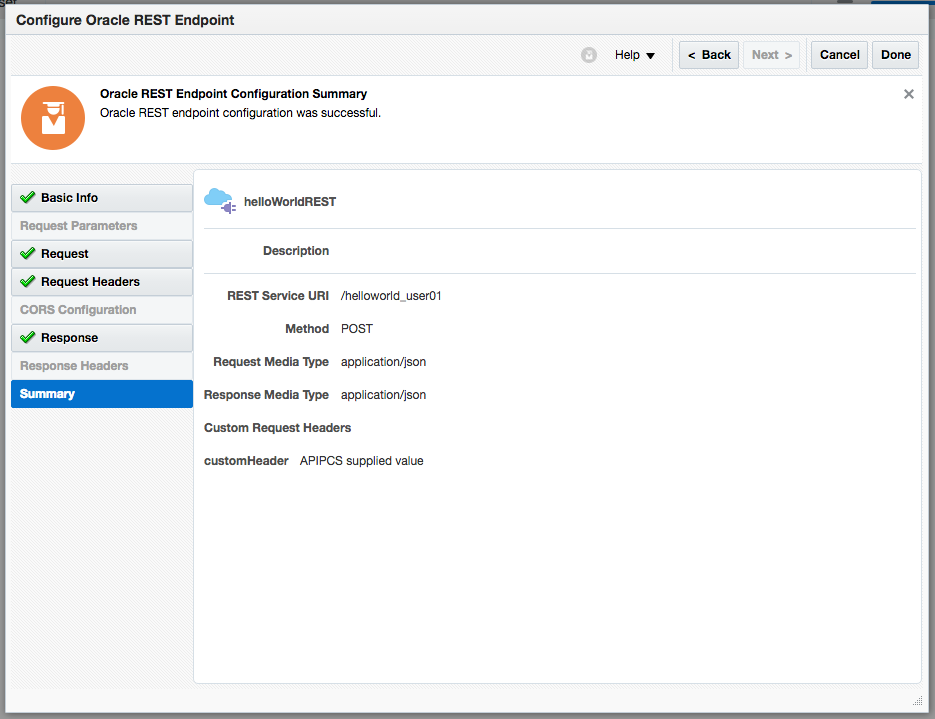 Configure Oracle REST Endpoint
Help
< Back
Next >
Cancel
Done
Oracle REST Endpoint Configuration Summary
Oracle REST endpoint configuration was successful.
Basic Info
Request Parameters
Request
Request Headers
CORS Configuration
Response
Response Headers
Summary
helloWorldREST
Description
REST Service URI /helloworld_user01
Method POST
Request Media Type application/json
Response Media Type application/json
Custom Request Headers
customHeader APIPCS supplied value